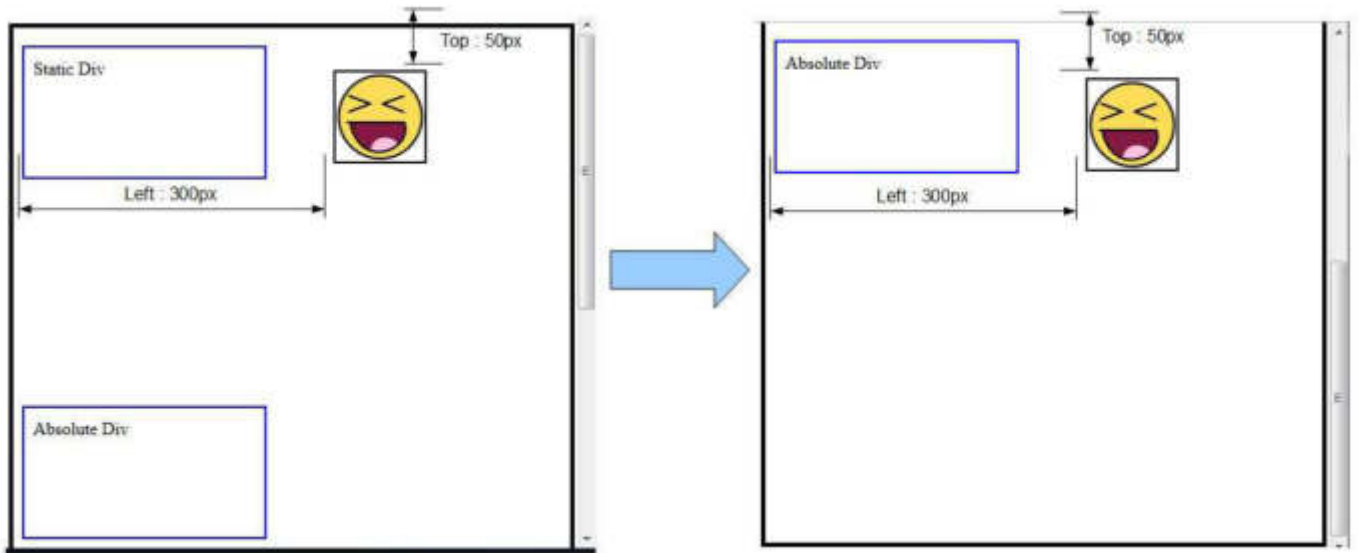 Top : 50px
Static Div
Left : 300px
Absolute Div
Top : 50px
Absolute Div
Left : 300px